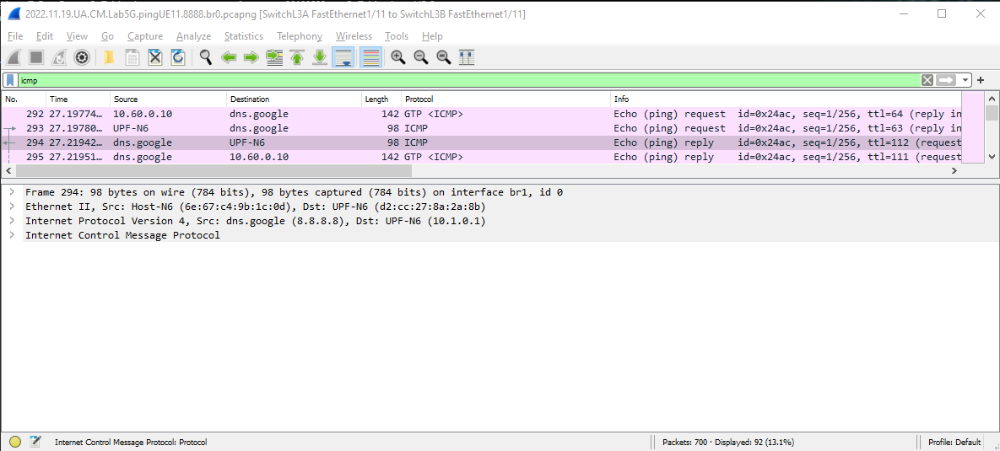 2022.11.19.UA.CM.Lab5G.pingUE11.8888.br0.pcapng [SwitchL3A FastEthernet1/11 to SwitchL3B FastEthernet1/11]
File Edit View Go Capture Analyze Statistics Telephony Wireless Tools Help
icmp
No. Time Source Destination Length Protocol Info
292 27.19774… 10.60.0.10 dns.google 142 GTP <ICMP> Echo (ping) request id=0x24ac, seq=1/256, ttl=64 (reply in
293 27.19780… UPF-N6 dns.google 98 ICMP Echo (ping) request id=0x24ac, seq=1/256, ttl=63 (reply in
294 27.21942… dns.google UPF-N6 98 ICMP Echo (ping) reply id=0x24ac, seq=1/256, ttl=112 (request
295 27.21951… dns.google 10.60.0.10 142 GTP <ICMP> Echo (ping) reply id=0x24ac, seq=1/256, ttl=111 (request
Frame 294: 98 bytes on wire (784 bits), 98 bytes captured (784 bits) on interface br1, id 0
Ethernet II, Src: Host-N6 (6e:67:c4:9b:1c:0d), Dst: UPF-N6 (d2:cc:27:8a:2a:8b)
Internet Protocol Version 4, Src: dns.google (8.8.8.8), Dst: UPF-N6 (10.1.0.1)
Internet Control Message Protocol
Internet Control Message Protocol: Protocol
Packets: 700 · Displayed: 92 (13.1%)
Profile: Default